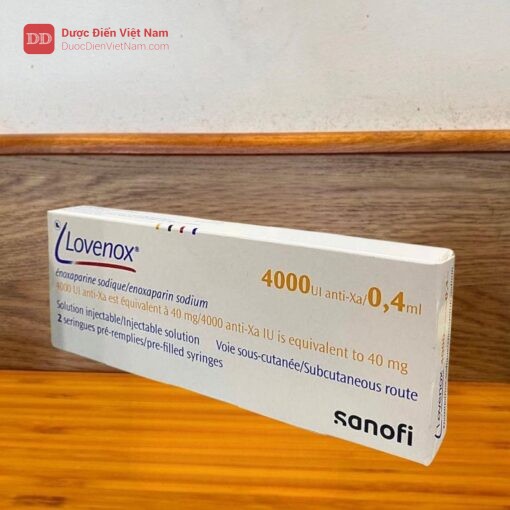 DD
Dược Điển Việt Nam
DuocDienVietNam.com
Lovenox®
énoxaparine sodique/enoxaparin sodium
4000 UI anti-Xa/0,4 ml
4000 UI anti-Xa est équivalent à 40 mg/4000 anti-Xa IU is equivalent to 40 mg
Solution injectable/Injectable solution Voie sous-cutanée/Subcutaneous route
2 seringues pré-remplies/pre-filled syringes
sanofi
Lovenox